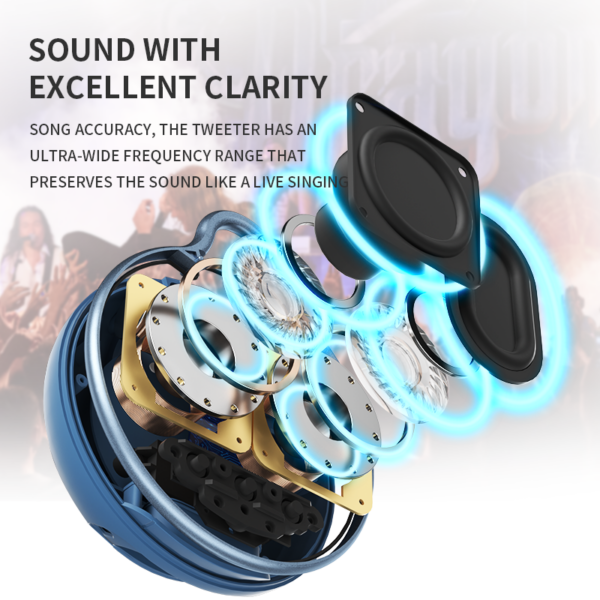 SOUND WITH
EXCELLENT CLARITY
SONG ACCURACY, THE TWEETER HAS AN
ULTRA-WIDE FREQUENCY RANGE THAT
PRESERVES THE SOUND LIKE A LIVE SINGING